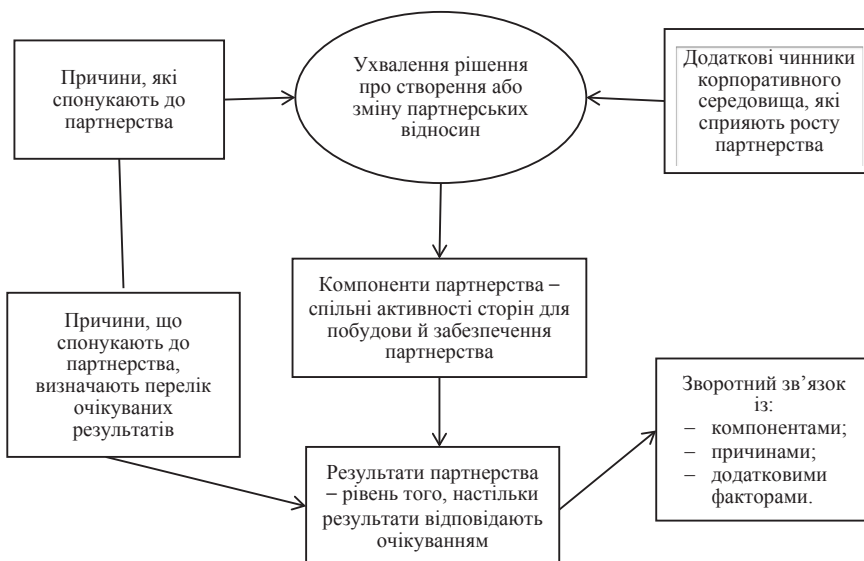 Причини, які
спонукають до
партнерства
Ухвалення рішення
про створення або
зміну партнерських
відносин
Додаткові чинники
корпоративного
середовища, які
сприяють росту
партнерства
Компоненти партнерства –
спільні активності сторін для
побудови й забезпечення
партнерства
Причини, що
спонукають до
партнерства,
визначають перелік
очікуваних
результатів
Зворотний зв’язок
із:
– компонентами;
– причинами;
– додатковими
факторами.
Результати партнерства
– рівень того, настільки
результати відповідають
очікуванням